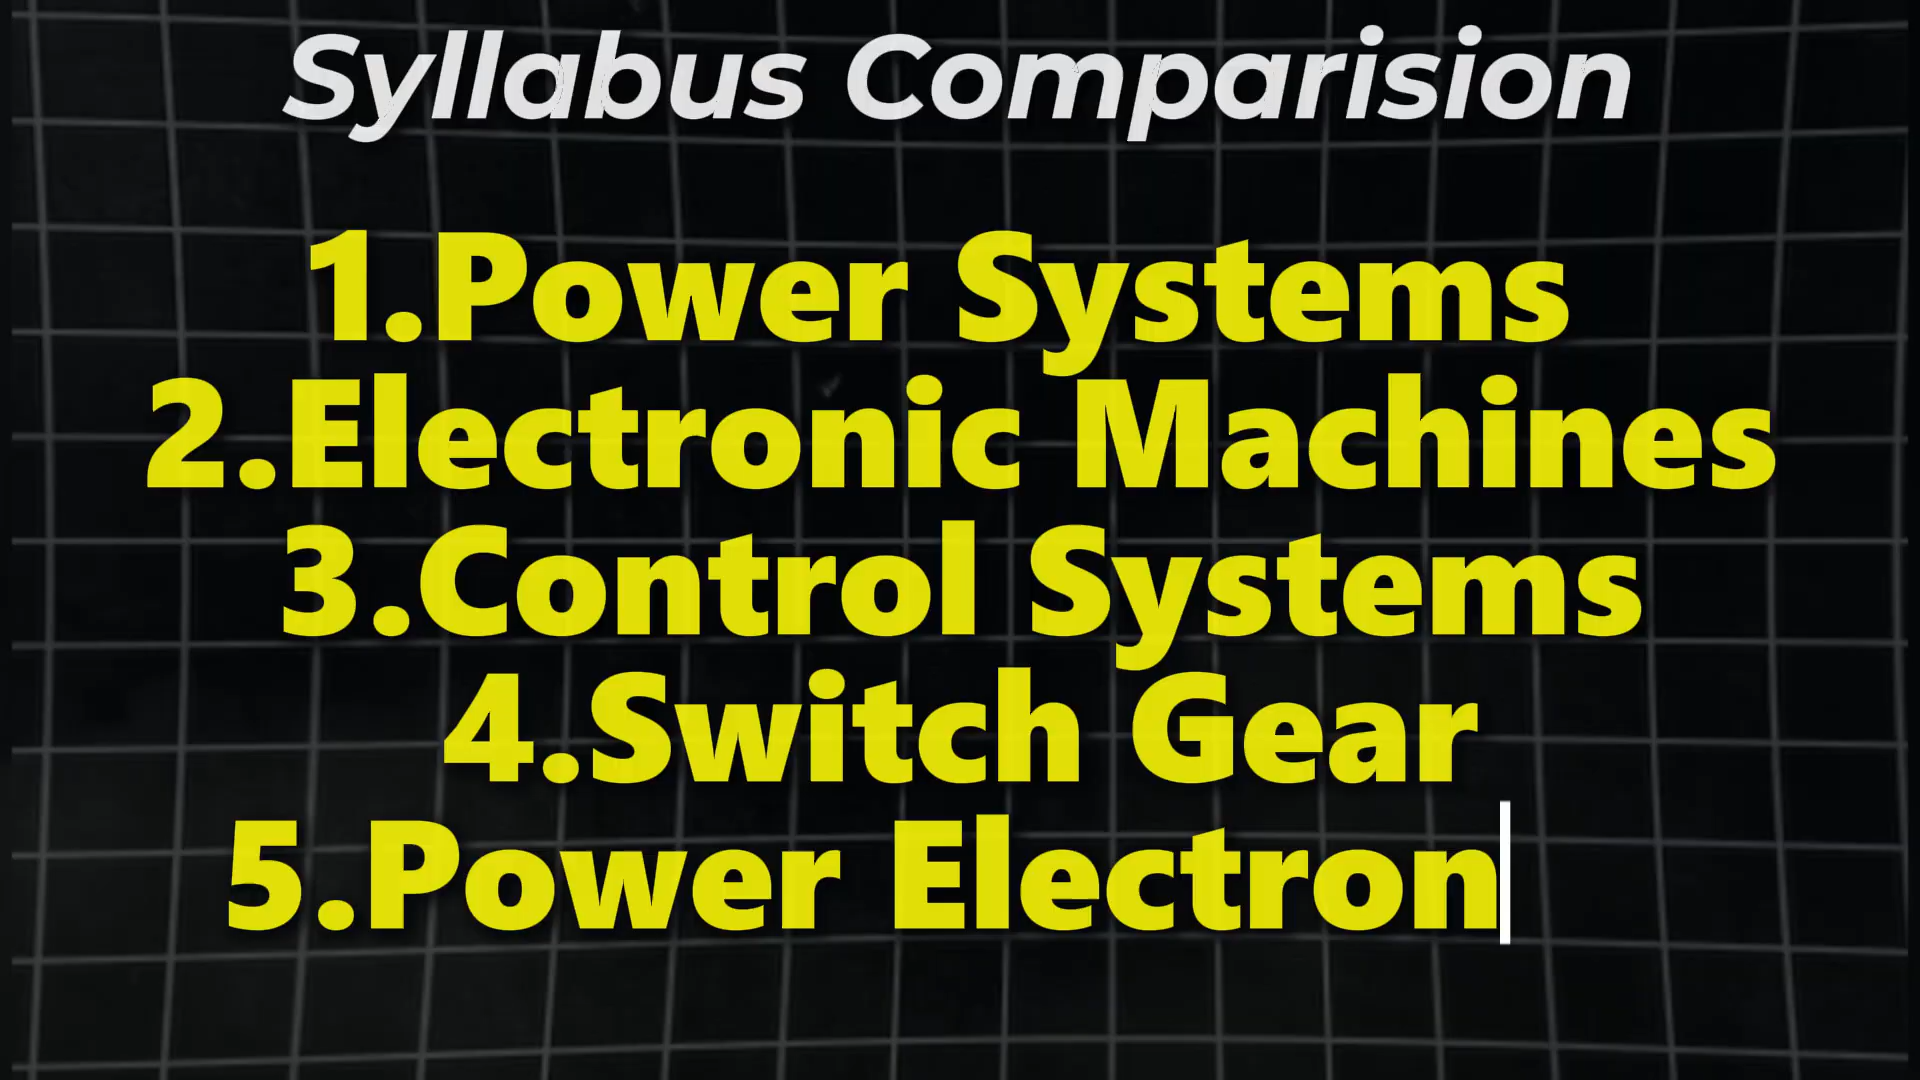 Syllabus Comparision
1.Power Systems
2.Electronic Machines
3.Control Systems
4.Switch Gear
5.Power Electron